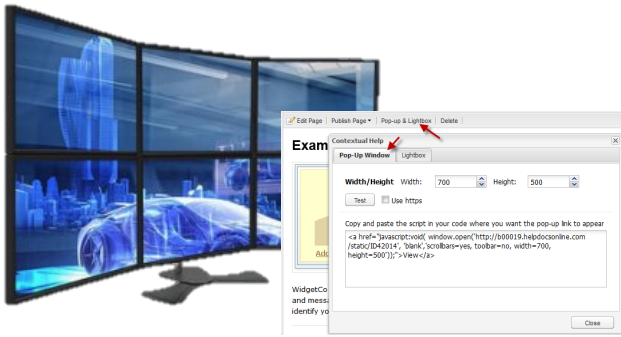 Edit Page Publish Page Pop-up & Lightbox Delete
Exam
Contextual Help
Pop-Up Window Lightbox
Width/Height Width: 700 Height: 500
Test Use https
Copy and paste the script in your code where you want the pop-up link to appear
<a href="javascript:void( window.open('http://b00019.helpdocsonline.com
/static/ID42014', 'blank','scrollbars=yes, toolbar=no, width=700,
height=500'));">View</a>
Add
WidgetCo
and messa
identify yo
Close